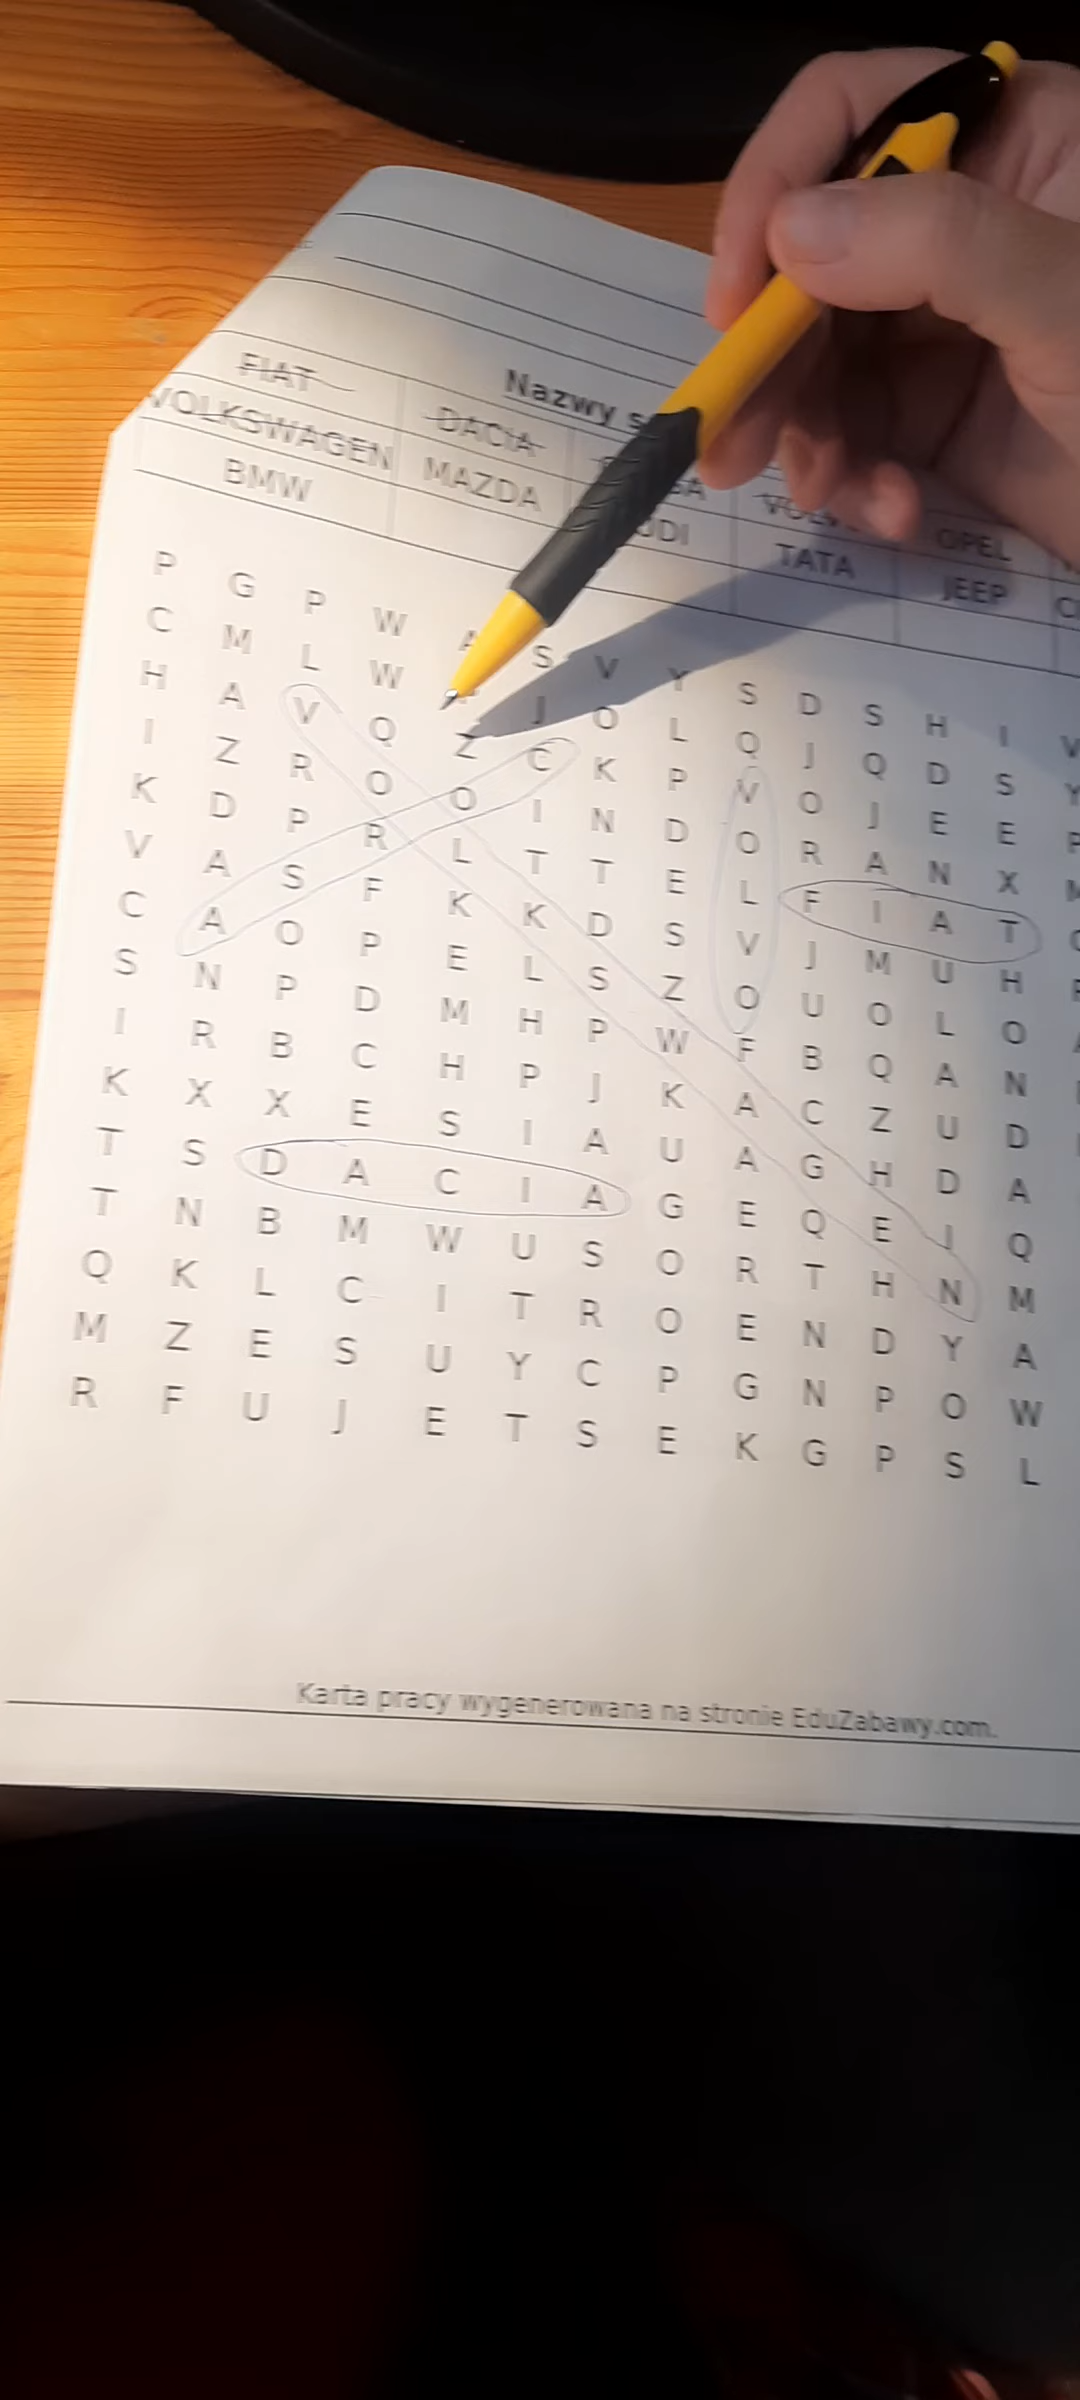 Nazwy
FIAT DACIA OPEL
VOLKSWAGEN MAZDA TATA JEEP
BMW
P G P W A S V Y S D S H I V
C M L W J O L Q J Q D S Y
H A V Q Z C K P V O J E E P
I Z R O O I N D O R A N X M
K D P R L T T E L F I A T
V A S F K K D S V J M U H
C A O P E L S Z O U O L O
S N P D M H P W F B Q A N
I R B C H P J K A C Z U D
K X X E S I A U A G H D A
T S D A C I A G E Q E I Q
T N B M W U S O R T H N M
Q K L C I T R O E N D Y A
M Z E S U Y C P G N P O W
R F U J E T S E K G P S L
Karta pracy wygenerowana na stronie EduZabawy.com.